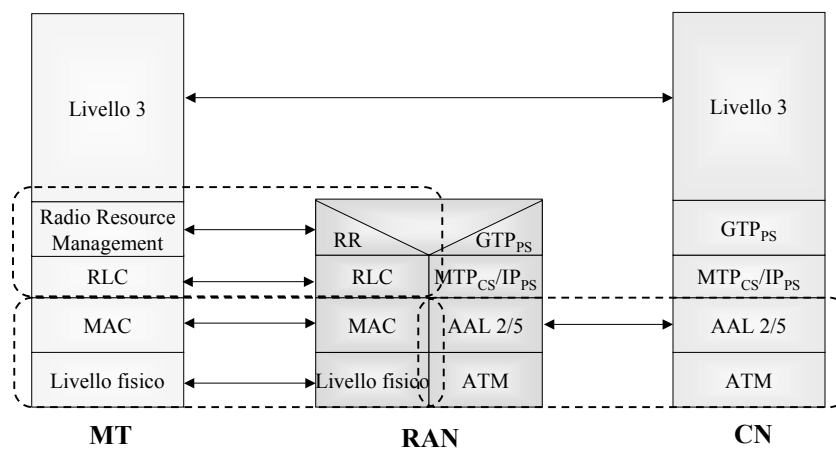 Livello 3
Radio Resource
Management
RLC
MAC
Livello fisico
MT
RR
GTP_PS
RLC
MTP_CS/IP_PS
MAC
AAL 2/5
Livello fisico
ATM
RAN
Livello 3
GTP_PS
MTP_CS/IP_PS
AAL 2/5
ATM
CN